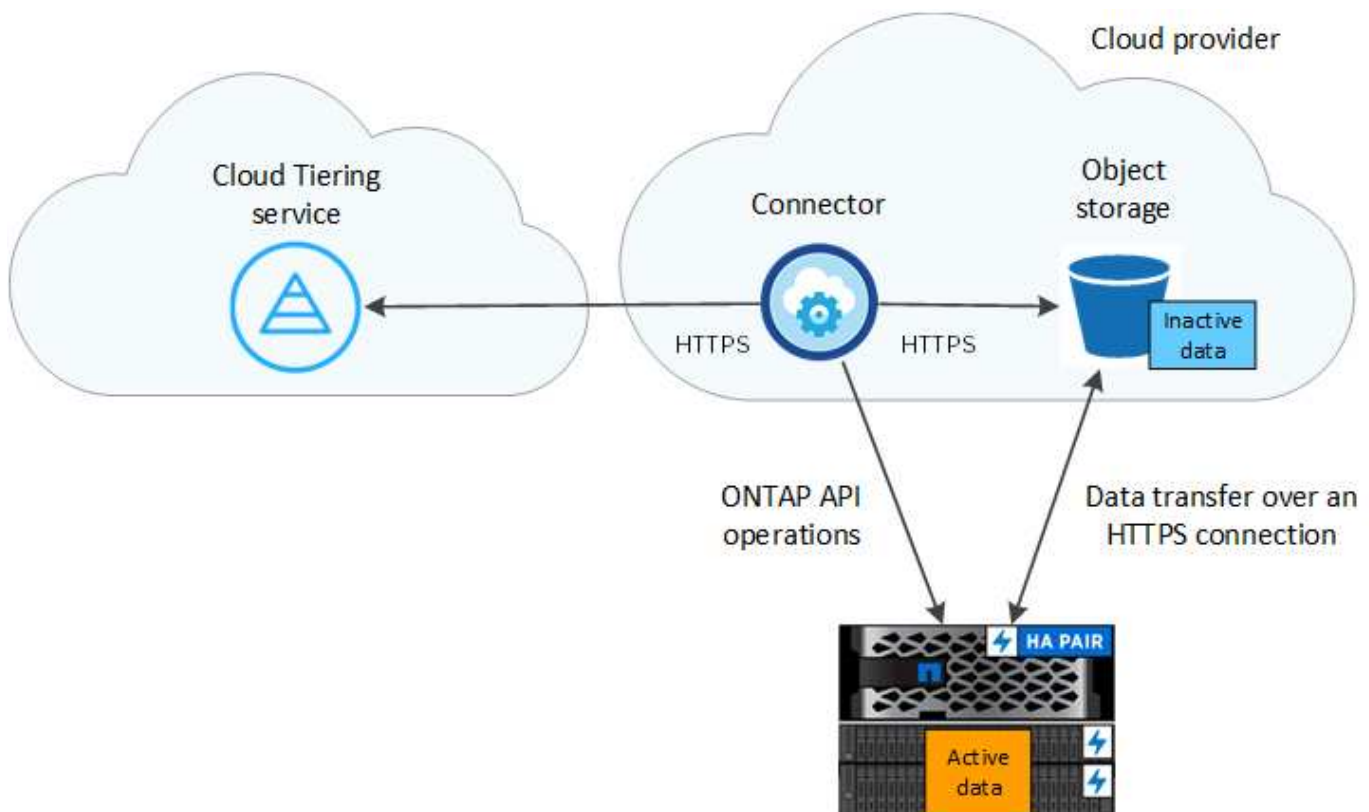 Cloud provider
Cloud Tiering
service
Connector
Object
storage
Inactive
data
HTTPS
HTTPS
ONTAP API
operations
Data transfer over an
HTTPS connection
HA PAIR
Active
data